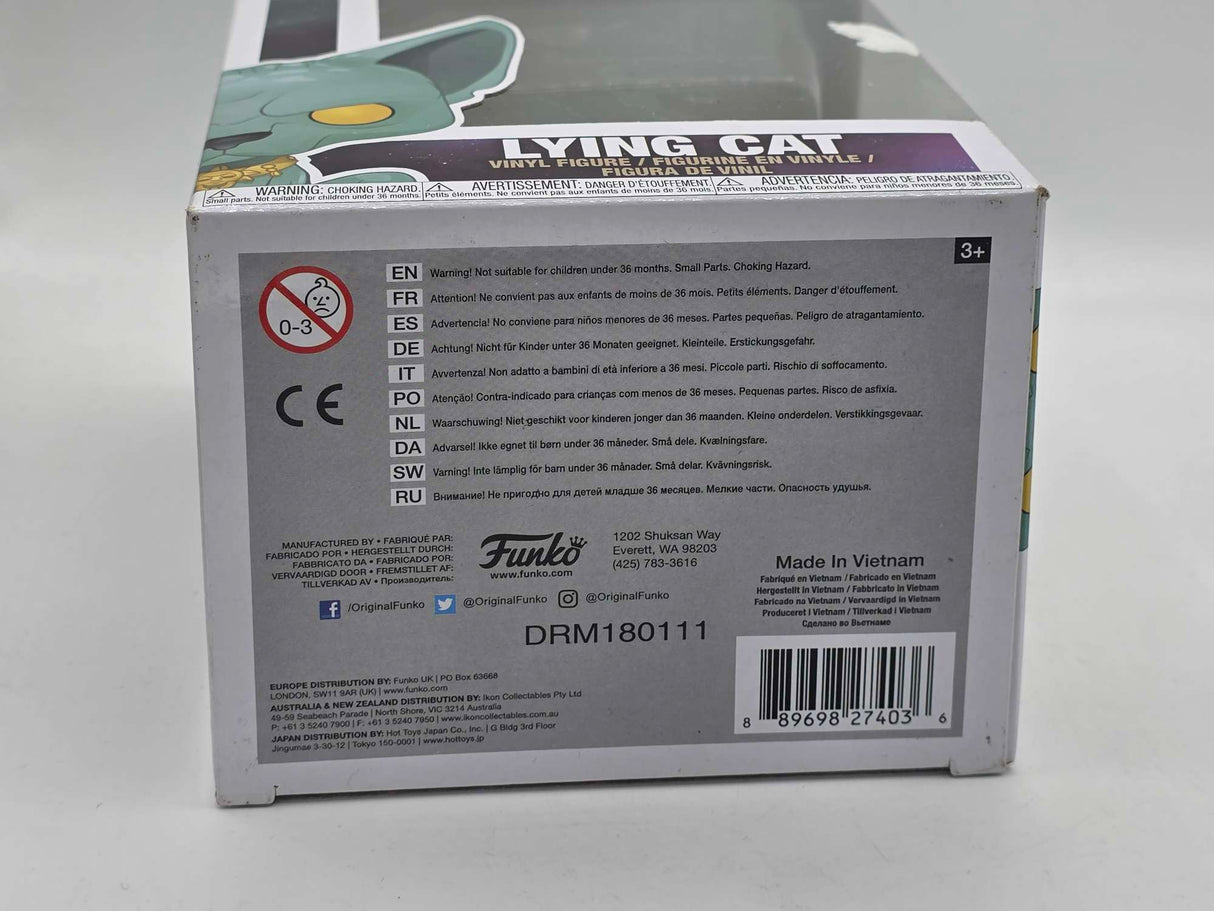 LYING CAT
VINYL FIGURE / FIGURINE EN VINYLE /
FIGURA DE VINIL
WARNING: CHOKING HAZARD.
Small parts. Not suitable for children under 36 months.
AVERTISSEMENT: DANGER D'ÉTOUFFEMENT.
Petits éléments. Ne convient pas aux enfants de moins de 36 mois.
ADVERTENCIA: PELIGRO DE ATRAGANTAMIENTO.
Partes pequeñas. No conviene para niños menores de 36 meses.
3+
0-3
CE
EN Warning! Not suitable for children under 36 months. Small Parts. Choking Hazard.
FR Attention! Ne convient pas aux enfants de moins de 36 mois. Petits éléments. Danger d'étouffement.
ES Advertencia! No conviene para niños menores de 36 meses. Partes pequeñas. Peligro de atragantamiento.
DE Achtung! Nicht für Kinder unter 36 Monaten geeignet. Kleinteile. Erstickungsgefahr.
IT Avvertenza! Non adatto a bambini di età inferiore a 36 mesi. Piccole parti. Rischio di soffocamento.
PO Atenção! Contra-indicado para crianças com menos de 36 meses. Pequenas partes. Risco de asfixia.
NL Waarschuwing! Niet geschikt voor kinderen jonger dan 36 maanden. Kleine onderdelen. Verstikkingsgevaar.
DA Advarsel! Ikke egnet til børn under 36 måneder. Små dele. Kvælningsfare.
SW Varning! Inte lämplig för barn under 36 månader. Små delar. Kvävningsrisk.
RU Внимание! Не пригодно для детей младше 36 месяцев. Мелкие части. Опасность удушья.
MANUFACTURED BY • FABRIQUÉ PAR:
FABRICADO POR • HERGESTELLT DURCH:
FABBRICATO DA • FABRICADO POR:
VERVAARDIGD DOOR • FREMSTILLET AF:
TILLVERKAD AV • Производитель:
Funko
www.funko.com
1202 Shuksan Way
Everett, WA 98203
(425) 783-3616
/OriginalFunko @OriginalFunko @OriginalFunko
DRM180111
Made In Vietnam
Fabriqué en Vietnam / Fabricado en Vietnam
Hergestellt in Vietnam / Fabbricato in Vietnam
Fabricado na Vietnam / Vervaardigd in Vietnam
Produceret i Vietnam / Tillverkad i Vietnam
Сделано во Вьетнаме
EUROPE DISTRIBUTION BY: Funko UK | PO Box 63668
LONDON, SW11 9AR (UK) | www.funko.com
AUSTRALIA & NEW ZEALAND DISTRIBUTION BY: Ikon Collectables Pty Ltd
49-59 Seabeach Parade | North Shore, VIC 3214 Australia
P: +61 3 5240 7900 | F: +61 3 5240 7950 | www.ikoncollectables.com.au
JAPAN DISTRIBUTION BY: Hot Toys Japan Co., Inc. | G Bldg 3rd Floor
Jingumae 3-30-12 | Tokyo 150-0001 | www.hottoys.jp
8 89698 27403 6